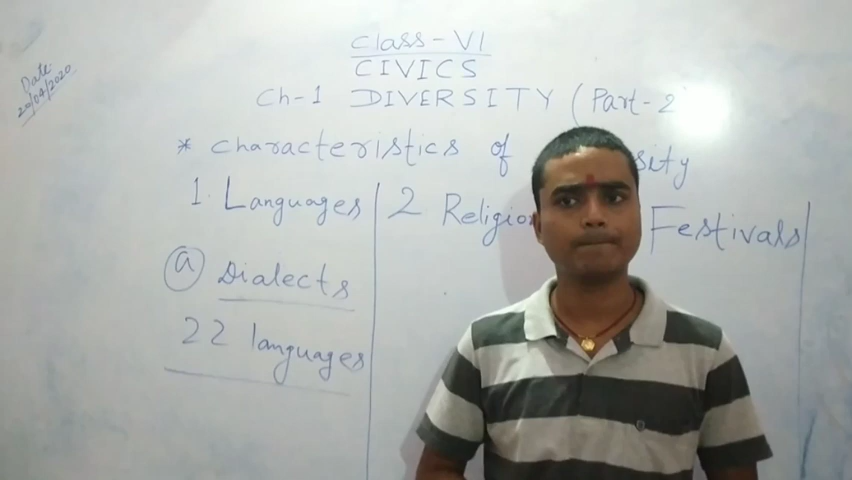 Date:
20/04/2020
Class-VI
CIVICS
Ch-1 DIVERSITY (Part-2
* Characteristics of sity
1. Languages
2 Religio
Festivals
a Dialects
22 languages